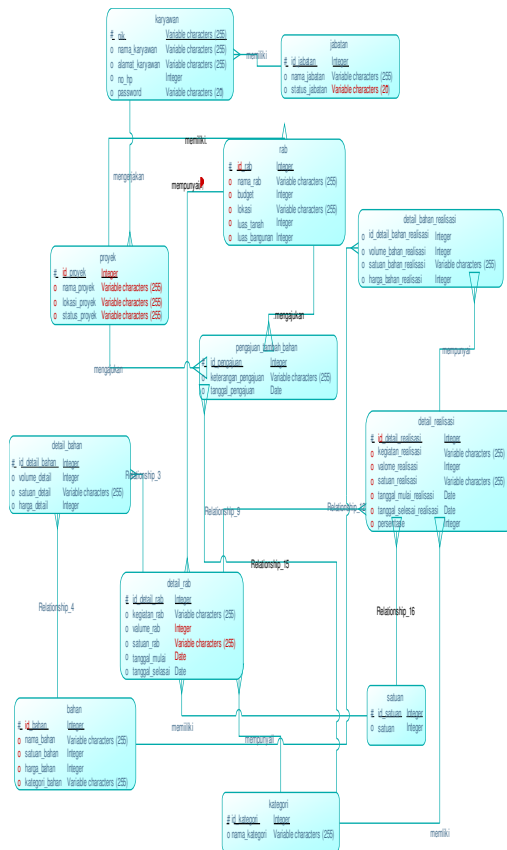 karyawan
# nik Variable characters (255)
o nama_karyawan Variable characters (255)
o alamat_karyawan Variable characters (255)
o no_hp Integer
o password Variable characters (20)
memiliki
jabatan
# id_jabatan Integer
o nama_jabatan Variable characters (255)
o status_jabatan Variable characters (20)
memiliki
mengerjakan
mempunyai
rab
# id_rab Integer
o nama_rab Variable characters (255)
o budget Integer
o lokasi Variable characters (255)
o luas_tanah Integer
o luas_bangunan Integer
detail_bahan_realisasi
o id_detail_bahan_realisasi Integer
o volume_bahan_realisasi Integer
o satuan_bahan_realisasi Variable characters (255)
o harga_bahan_realisasi Integer
proyek
# id_proyek Integer
o nama_proyek Variable characters (255)
o lokasi_proyek Variable characters (255)
o status_proyek Variable characters (255)
mengajukan
mengajukan
mempunyai
pengajuan_tambah_bahan
# id_pengajuan Integer
o keterangan_pengajuan Variable characters (255)
o tanggal_pengajuan Date
detail_realisasi
# id_detail_realisasi Integer
o kegiatan_realisasi Variable characters (255)
o valome_realisasi Integer
o satuan_realisasi Variable characters (255)
o tanggal_mulai_realisasi Date
o tanggal_selesai_realisasi Date
o persentase Integer
detail_bahan
# id_detail_bahan Integer
o volume_detail Integer
o satuan_detail Variable characters (255)
o harga_detail Integer
Relationship_3
Relationship_9
Relationship_15
Relationship_16
Relationship_4
detail_rab
# id_detail_rab Integer
o kegiatan_rab Variable characters (255)
o valume_rab Integer
o satuan_rab Variable characters (255)
o tanggal_mulai Date
o tanggal_selasai Date
bahan
# id_bahan Integer
o nama_bahan Variable characters (255)
o satuan_bahan Integer
o harga_bahan Integer
o kategori_bahan Variable characters (255)
memiliki
mempunyai
satuan
# id_satuan Integer
o satuan Integer
kategori
# id_kategori Integer
o nama_kategori Variable characters (255)
memiliki